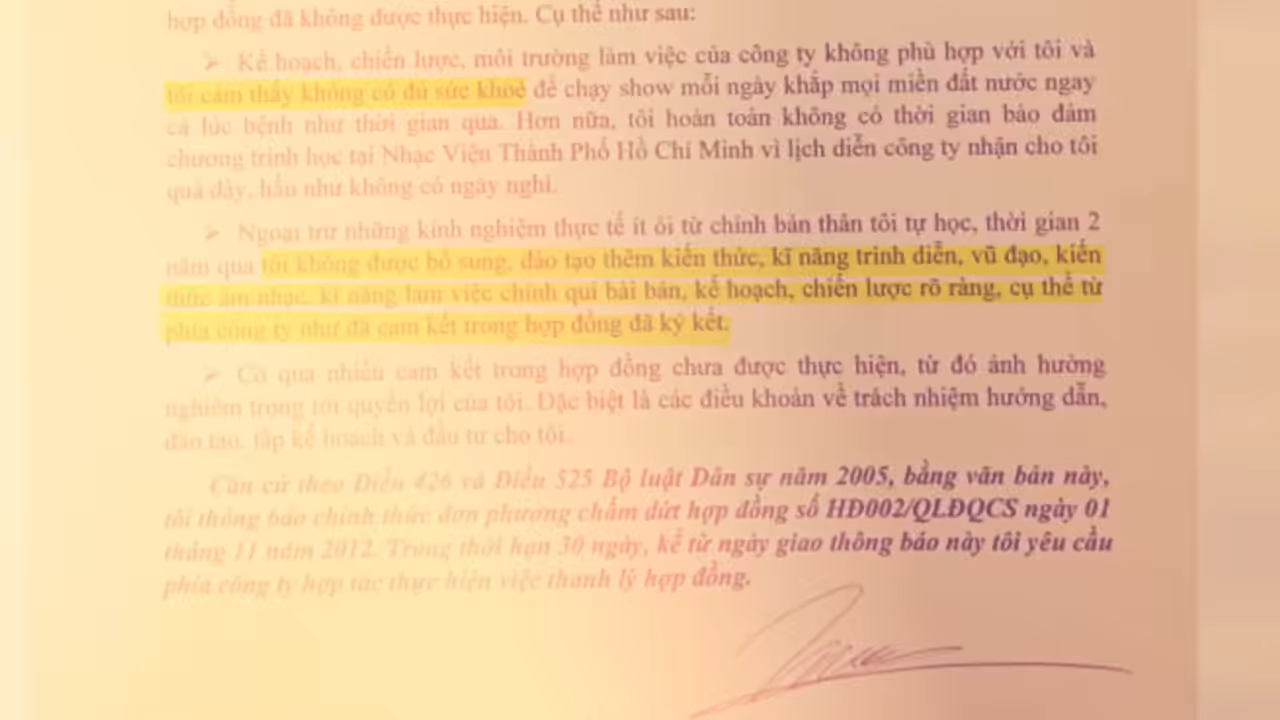 hợp đồng đã không được thực hiện. Cụ thể như sau:
➢ Kế hoạch, chiến lược, môi trường làm việc của công ty không phù hợp với tôi và
tôi cảm thấy không có đủ sức khoẻ để chạy show mỗi ngày khắp mọi miền đất nước ngay
cả lúc bệnh như thời gian qua. Hơn nữa, tôi hoàn toàn không có thời gian bảo đảm
chương trình học tại Nhạc Viện Thành Phố Hồ Chí Minh vì lịch diễn công ty nhận cho tôi
quá dày, hầu như không có ngày nghỉ.
➢ Ngoại trừ những kinh nghiệm thực tế ít ỏi từ chính bản thân tôi tự học, thời gian 2
năm qua tôi không được bổ sung, đào tạo thêm kiến thức, kĩ năng trình diễn, vũ đạo, kiến
thức âm nhạc, kĩ năng làm việc chính qui bài bản, kế hoạch, chiến lược rõ ràng, cụ thể từ
phía công ty như đã cam kết trong hợp đồng đã ký kết.
➢ Có quá nhiều cam kết trong hợp đồng chưa được thực hiện, từ đó ảnh hưởng
nghiêm trọng tới quyền lợi của tôi. Đặc biệt là các điều khoản về trách nhiệm hướng dẫn,
đào tạo, lập kế hoạch và đầu tư cho tôi.
Căn cứ theo Điều 426 và Điều 525 Bộ luật Dân sự năm 2005, bằng văn bản này,
tôi thông báo chính thức đơn phương chấm dứt hợp đồng số HĐ002/QLĐQCS ngày 01
tháng 11 năm 2012. Trong thời hạn 30 ngày, kể từ ngày giao thông báo này tôi yêu cầu
phía công ty hợp tác thực hiện việc thanh lý hợp đồng.